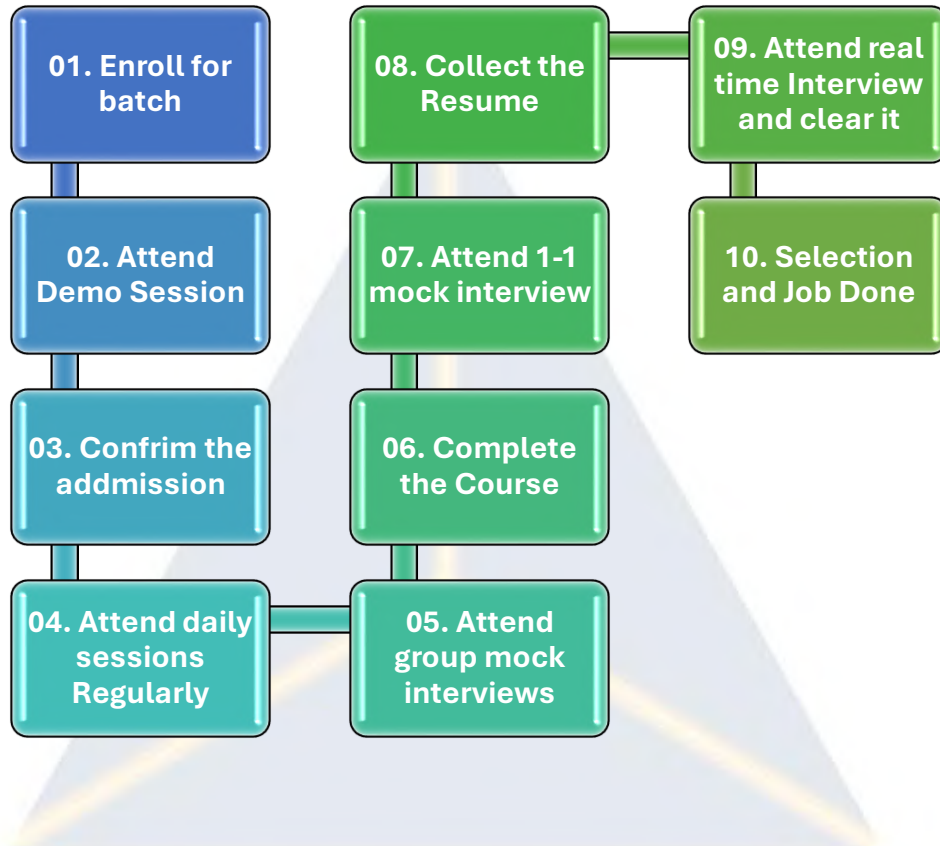 01. Enroll for
batch
02. Attend
Demo Session
03. Confrim the
addmission
04. Attend daily
sessions
Regularly
05. Attend
group mock
interviews
06. Complete
the Course
07. Attend 1-1
mock interview
08. Collect the
Resume
09. Attend real
time Interview
and clear it
10. Selection
and Job Done